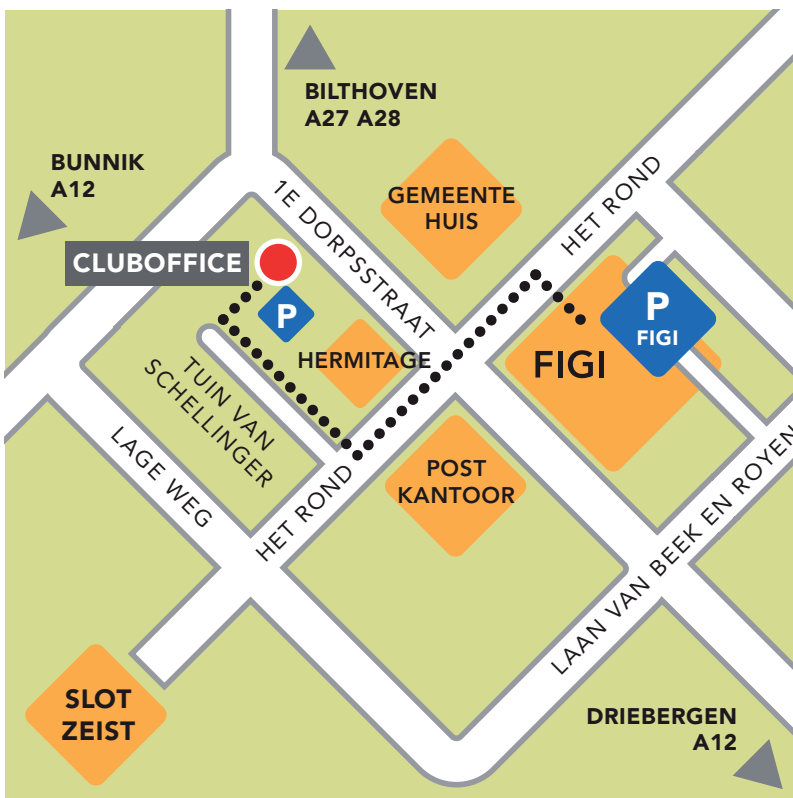 BILTHOVEN
A27 A28
BUNNIK
A12
GEMEENTE
HUIS
HET ROND
1E DORPSSTRAAT
CLUBOFFICE
P
P
FIGI
FIGI
HERMITAGE
TUIN VAN
SCHELLINGER
LAGE WEG
HET ROND
POST
KANTOOR
LAAN VAN BEEK EN ROYEN
SLOT
ZEIST
DRIEBERGEN
A12